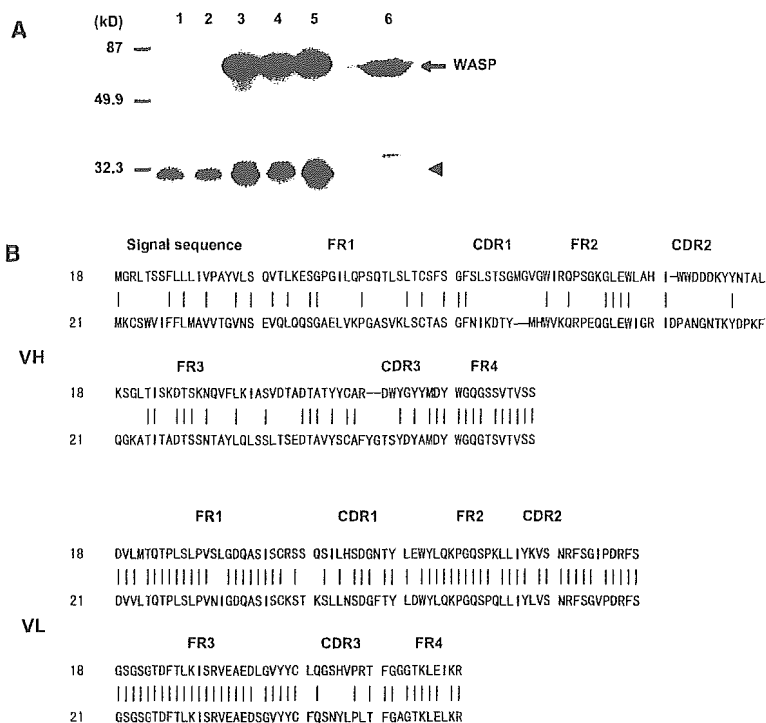 A
(kD) 1 2 3 4 5 6
87
WASP
49.9
32.3
B
Signal sequence FR1 CDR1 FR2 CDR2
18 MGRLTSSFLLLIVPAYVLS QVTLKESGPGILQPSQTLSLTCSFS GFSLSTSGMGVGWIRQPSGKGLEWLAH I-WWDDDKYYNTAL
21 MKCSWVIFFLMAVVTGVNS EVQLQQSGAELVKPGASVKLSCTAS GFNIKDTY—MHWVKQRPEQGLEWIGR IDPANGNTKYDPKF
VH
FR3 CDR3 FR4
18 KSGLTISKDTSKNQVFLKIASVDTADTATYYCAR--DWYGYYMDY WGQGSSVTVSS
21 QGKATITADTSSNTAYLQLSSLTSEDTAVYSCAFYGTSYDYAMDY WGQGTSVTVSS
FR1 CDR1 FR2 CDR2
18 DVLMTQTPLSLPVSLGDQASISCRSS QSILHSDGNTY LEWYLQKPGQSPKLLIYKVS NRFSGIPDRFS
21 DVVLTQTPLSLPVNIGDQASISCKST KSLLNSDGFTY LDWYLQKPGQSPQLLIYLVS NRFSGVPDRFS
VL
FR3 CDR3 FR4
18 GSGSGTDFTLKISRVEAEDLGVYYC LQGSHVPRT FGGGTKLEIKR
21 GSGSGTDFTLKISRVEAEDSGVYYC FQSNYLPLT FGAGTKLELKR